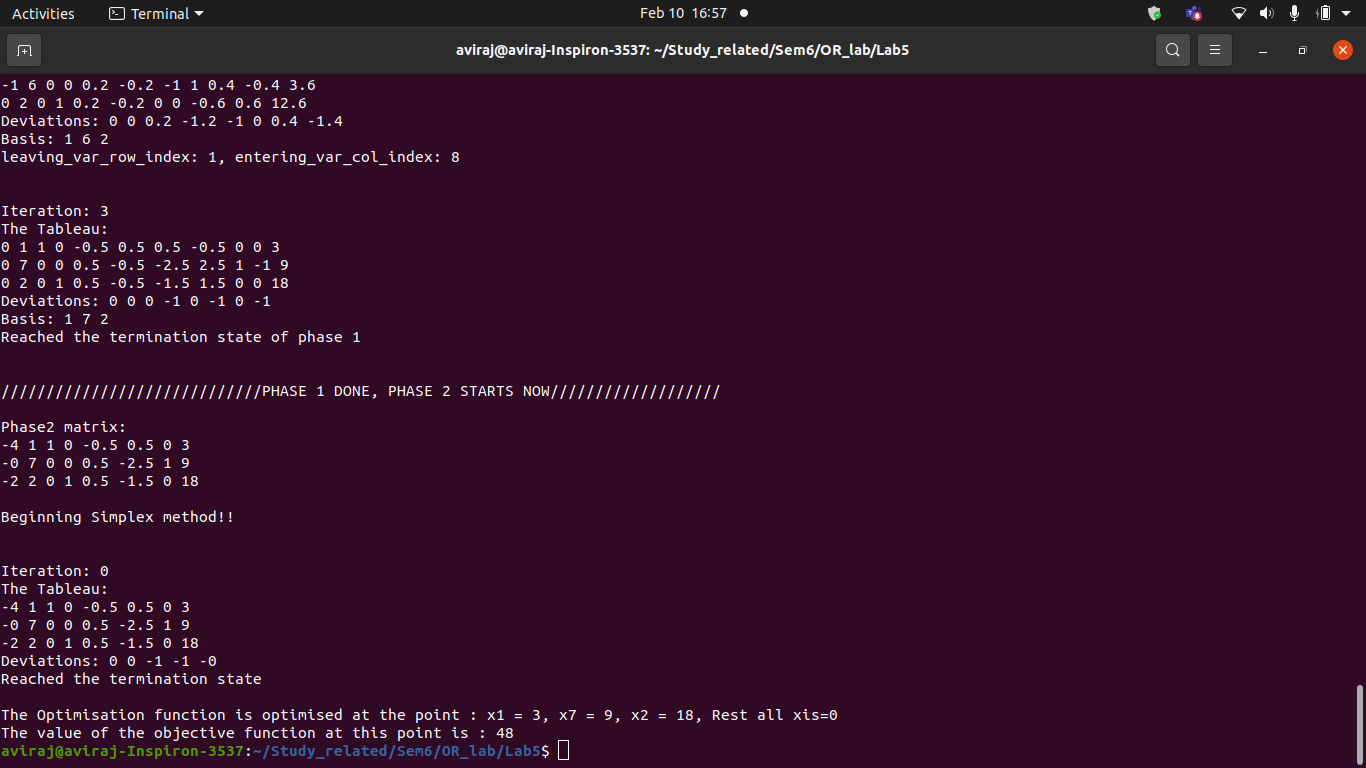 Activities Terminal Feb 10 16:57
aviraj@aviraj-Inspiron-3537: ~/Study_related/Sem6/OR_lab/Lab5
-1 6 0 0 0.2 -0.2 -1 1 0.4 -0.4 3.6
0 2 0 1 0.2 -0.2 0 0 -0.6 0.6 12.6
Deviations: 0 0 0.2 -1.2 -1 0 0.4 -1.4
Basis: 1 6 2
leaving_var_row_index: 1, entering_var_col_index: 8
Iteration: 3
The Tableau:
0 1 1 0 -0.5 0.5 0.5 -0.5 0 0 3
0 7 0 0 0.5 -0.5 -2.5 2.5 1 -1 9
0 2 0 1 0.5 -0.5 -1.5 1.5 0 0 18
Deviations: 0 0 0 -1 0 -1 0 -1
Basis: 1 7 2
Reached the termination state of phase 1
/////////////////////////////PHASE 1 DONE, PHASE 2 STARTS NOW///////////////////
Phase2 matrix:
-4 1 1 0 -0.5 0.5 0 3
-0 7 0 0 0.5 -2.5 1 9
-2 2 0 1 0.5 -1.5 0 18
Beginning Simplex method!!
Iteration: 0
The Tableau:
-4 1 1 0 -0.5 0.5 0 3
-0 7 0 0 0.5 -2.5 1 9
-2 2 0 1 0.5 -1.5 0 18
Deviations: 0 0 -1 -1 -0
Reached the termination state
The Optimisation function is optimised at the point : x1 = 3, x7 = 9, x2 = 18, Rest all xis=0
The value of the objective function at this point is : 48
aviraj@aviraj-Inspiron-3537:~/Study_related/Sem6/OR_lab/Lab5$